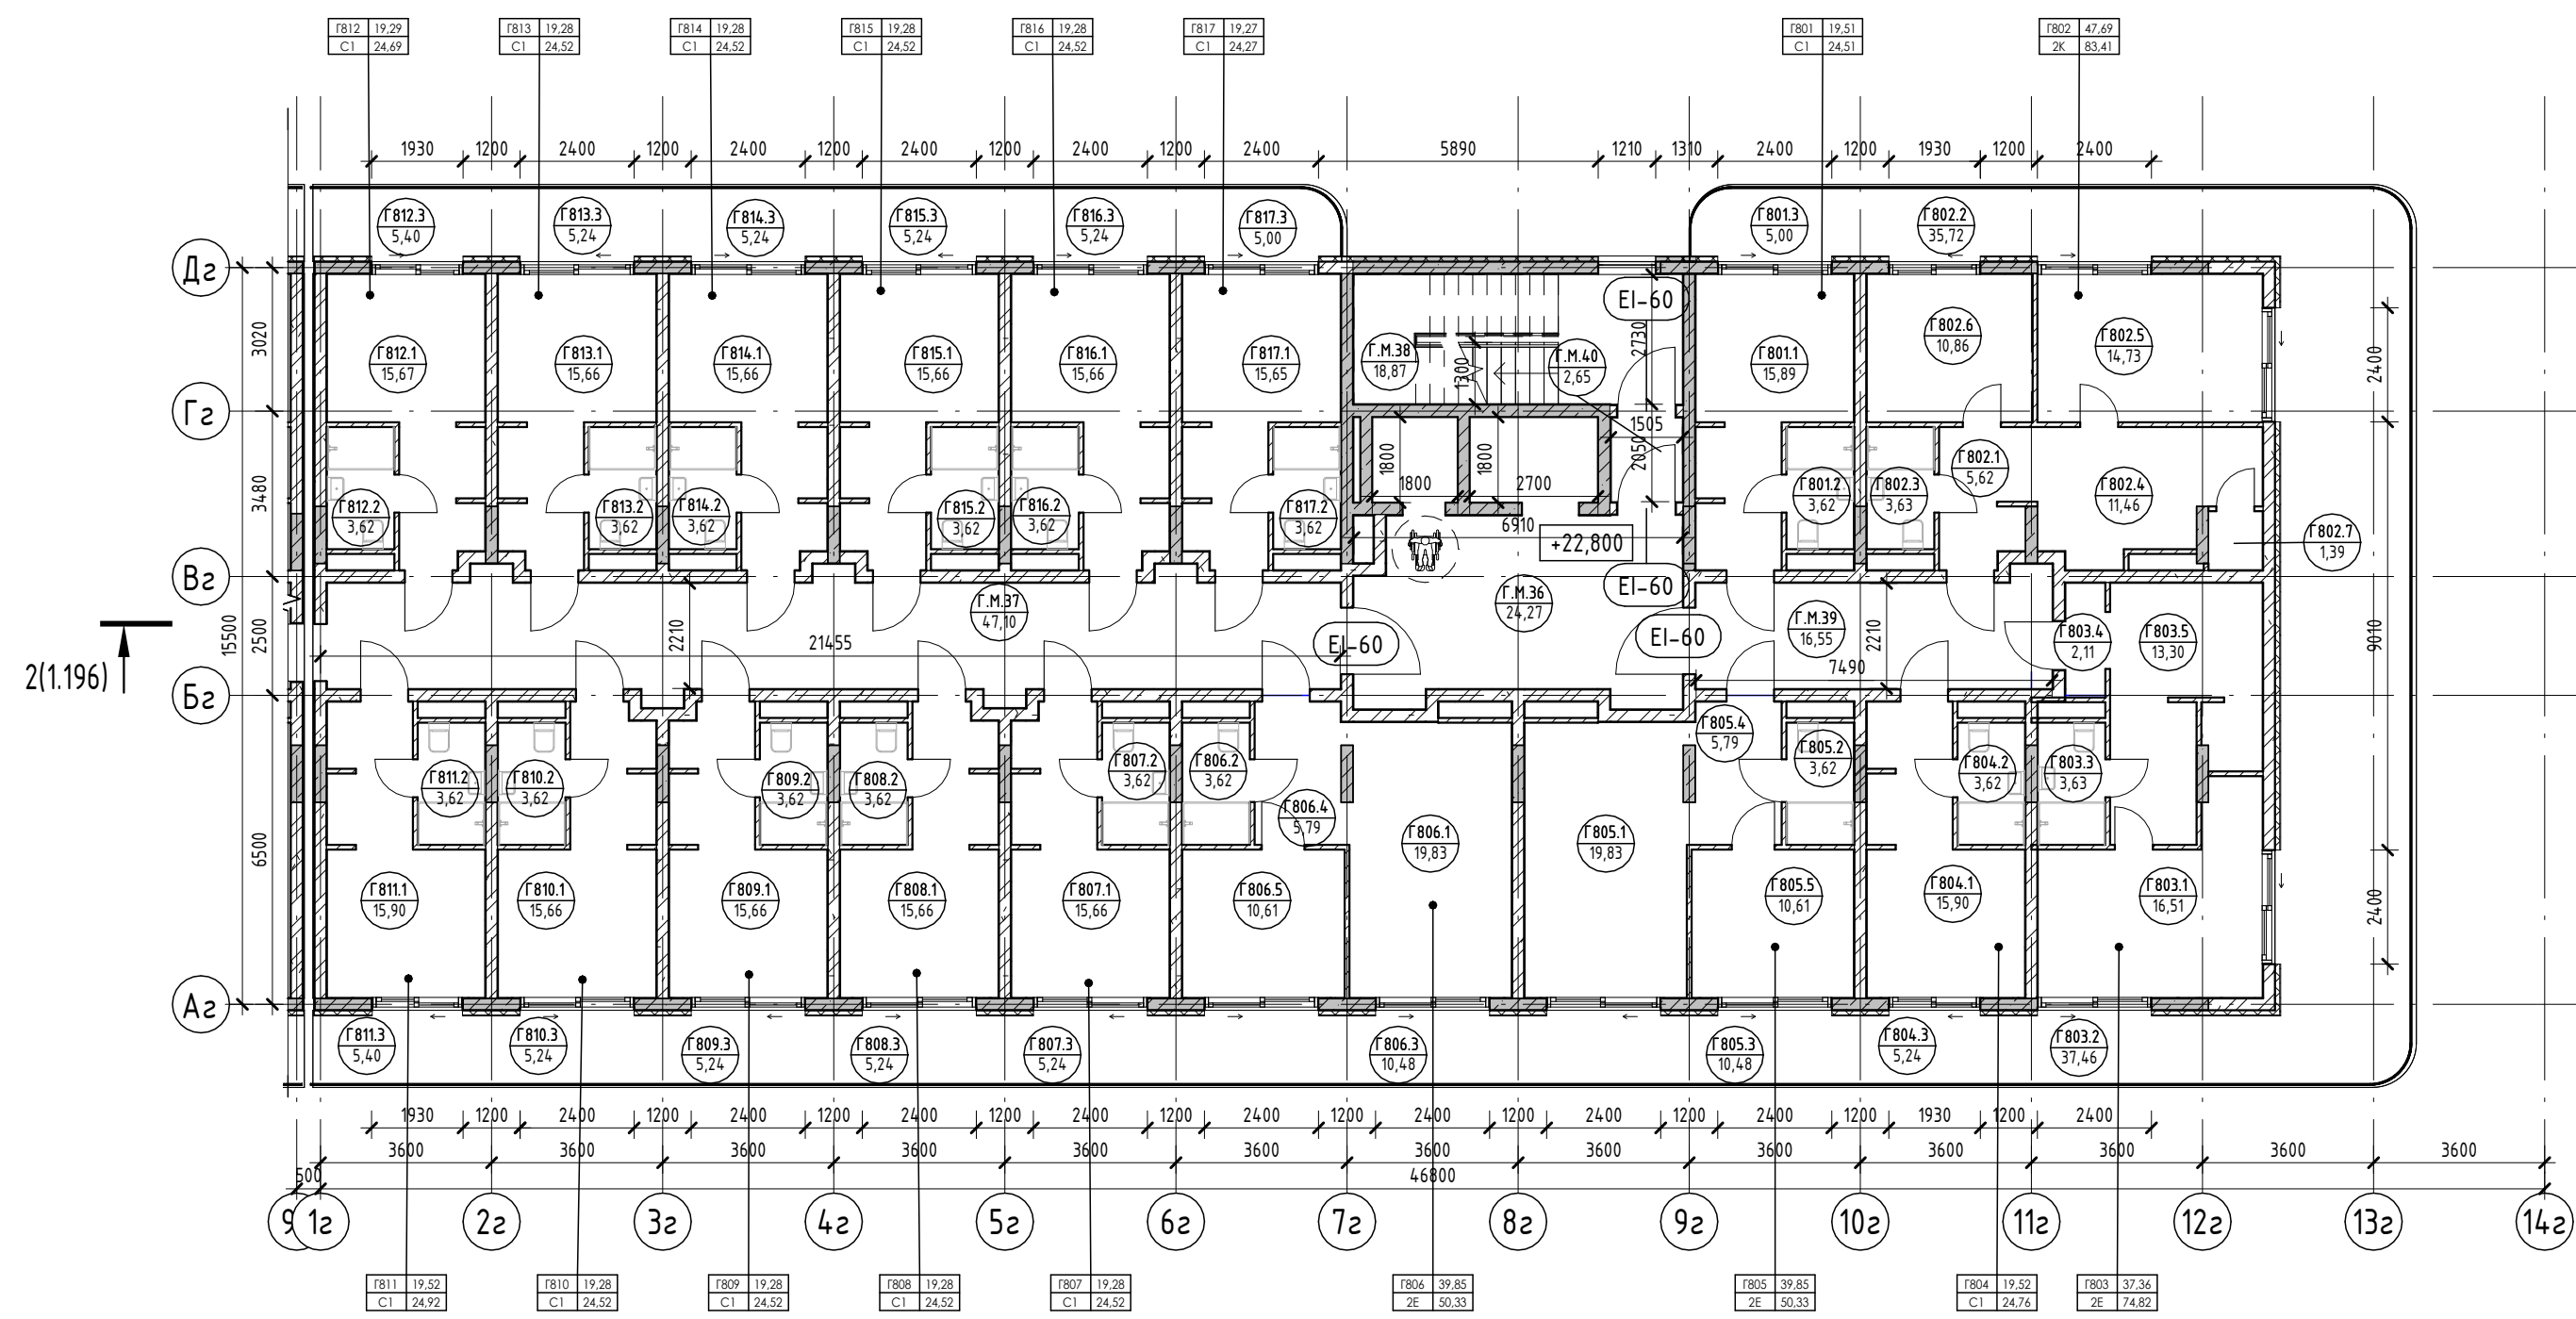 Г812 19,29 Г813 19,28 Г814 19,28 Г815 19,28 Г816 19,28 Г817 19,27 Г801 19,51 Г802 47,69
С1 24,69 С1 24,52 С1 24,52 С1 24,52 С1 24,52 С1 24,27 С1 24,51 2К 83,41
1930 1200 2400 1200 2400 1200 2400 1200 2400 1200 2400 5890 1210 1310 2400 1200 1930 1200 2400
Г812.3 Г813.3 Г814.3 Г815.3 Г816.3 Г817.3 Г801.3 Г802.2
5,40 5,24 5,24 5,24 5,24 5,00 5,00 35,72
Дг
EI-60
3020
2730
1300
2400
Г812.1 Г813.1 Г814.1 Г815.1 Г816.1 Г817.1 Г.М.38 Г.М.40 Г801.1 Г802.6 Г802.5
15,67 15,66 15,66 15,66 15,66 15,65 18,87 2,65 15,89 10,86 14,73
Гг
1505
2050
1800 1800
1800 2700
3480
Г812.2 Г813.2 Г814.2 Г815.2 Г816.2 Г817.2 Г801.2 Г802.3 Г802.1 Г802.4
3,62 3,62 3,62 3,62 3,62 3,62 3,62 3,63 5,62 11,46
6910
+22,800
Г802.7
1,39
Вг
EI-60
Г.М.37 Г.М.36 Г.М.39 Г803.4 Г803.5
47,10 24,27 16,55 2,11 13,30
EI-60 EI-60
15500
2500
2210
21455
2210
7490
9010
2(1.196)
Бг
Г805.4
5,79
Г811.2 Г810.2 Г809.2 Г808.2 Г807.2 Г806.2 Г805.2 Г804.2 Г803.3
3,62 3,62 3,62 3,62 3,62 3,62 3,62 3,62 3,63
Г806.4
5,79
6500
Г806.1 Г805.1
19,83 19,83
Г811.1 Г810.1 Г809.1 Г808.1 Г807.1 Г806.5 Г805.5 Г804.1 Г803.1
15,90 15,66 15,66 15,66 15,66 10,61 10,61 15,90 16,51
2400
Аг
Г811.3 Г810.3 Г809.3 Г808.3 Г807.3 Г806.3 Г805.3 Г804.3 Г803.2
5,40 5,24 5,24 5,24 5,24 10,48 10,48 5,24 37,46
1930 1200 2400 1200 2400 1200 2400 1200 2400 1200 2400 1200 2400 1200 2400 1200 2400 1200 1930 1200 2400
3600 3600 3600 3600 3600 3600 3600 3600 3600 3600 3600 3600 3600
500 46800
9 1г 2г 3г 4г 5г 6г 7г 8г 9г 10г 11г 12г 13г 14г
Г811 19,52 Г810 19,28 Г809 19,28 Г808 19,28 Г807 19,28 Г806 39,85 Г805 39,85 Г804 19,52 Г803 37,36
С1 24,92 С1 24,52 С1 24,52 С1 24,52 С1 24,52 2Е 50,33 2Е 50,33 С1 24,76 2Е 74,82